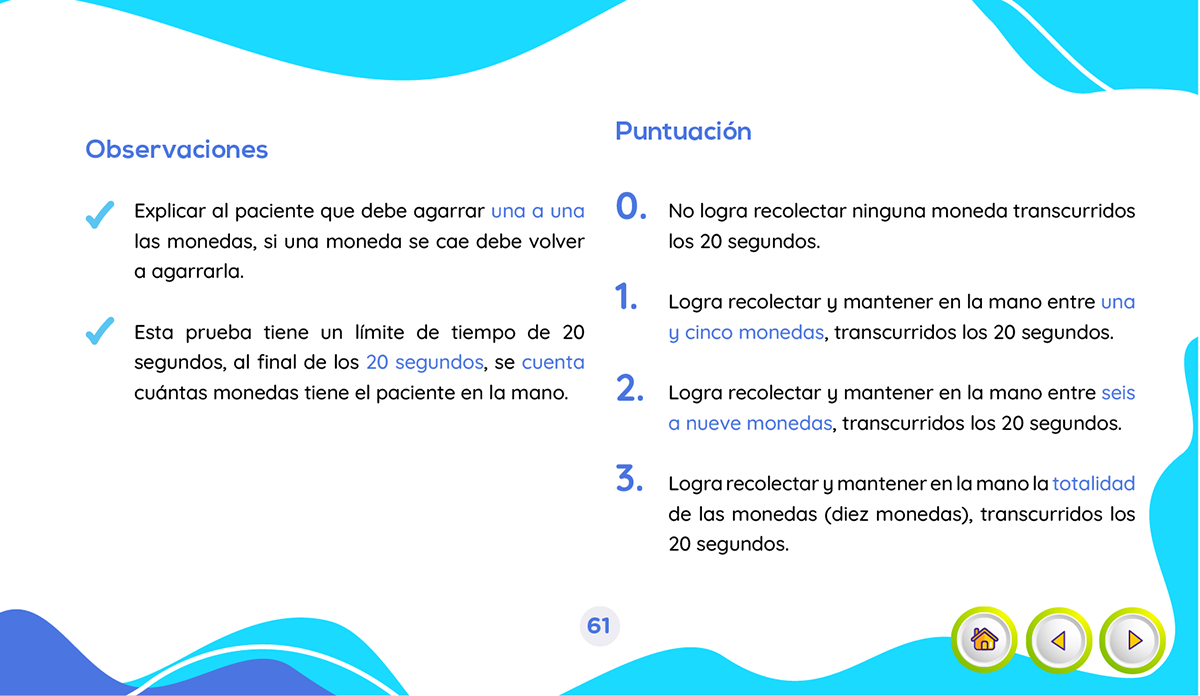 Observaciones
Explicar al paciente que debe agarrar una a una
las monedas, si una moneda se cae debe volver
a agarrarla.
Esta prueba tiene un límite de tiempo de 20
segundos, al final de los 20 segundos, se cuenta
cuántas monedas tiene el paciente en la mano.
Puntuación
0. No logra recolectar ninguna moneda transcurridos
los 20 segundos.
1. Logra recolectar y mantener en la mano entre una
y cinco monedas, transcurridos los 20 segundos.
2. Logra recolectar y mantener en la mano entre seis
a nueve monedas, transcurridos los 20 segundos.
3. Logra recolectar y mantener en la mano la totalidad
de las monedas (diez monedas), transcurridos los
20 segundos.
61